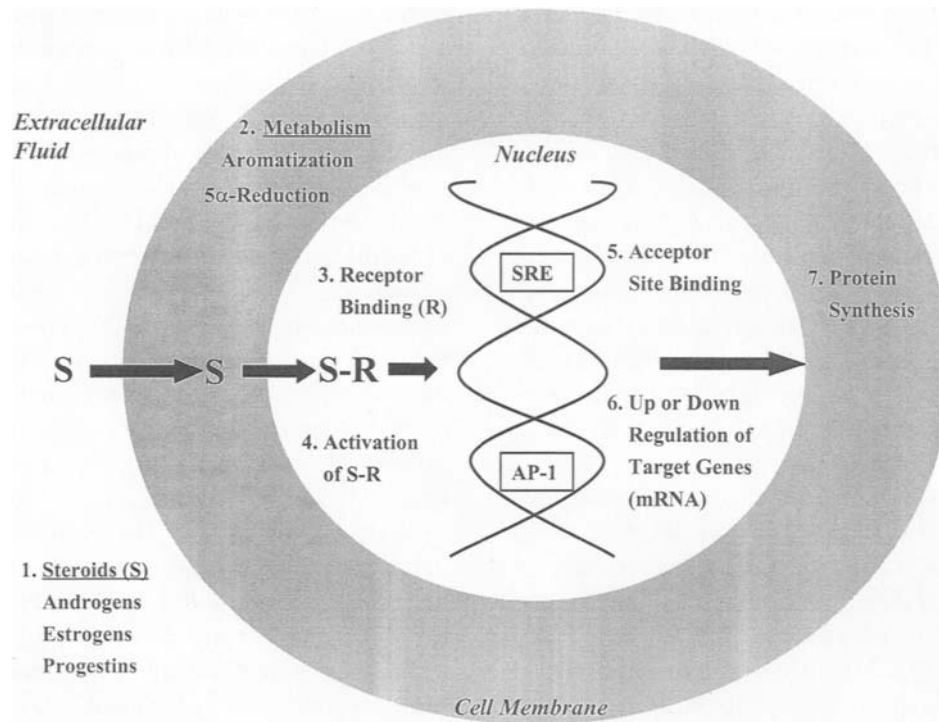 Extracellular
Fluid
2. Metabolism
Aromatization
5α-Reduction
Nucleus
3. Receptor
Binding (R)
SRE
5. Acceptor
Site Binding
7. Protein
Synthesis
S
S
S-R
4. Activation
of S-R
AP-1
6. Up or Down
Regulation of
Target Genes
(mRNA)
1. Steroids (S)
Androgens
Estrogens
Progestins
Cell Membrane